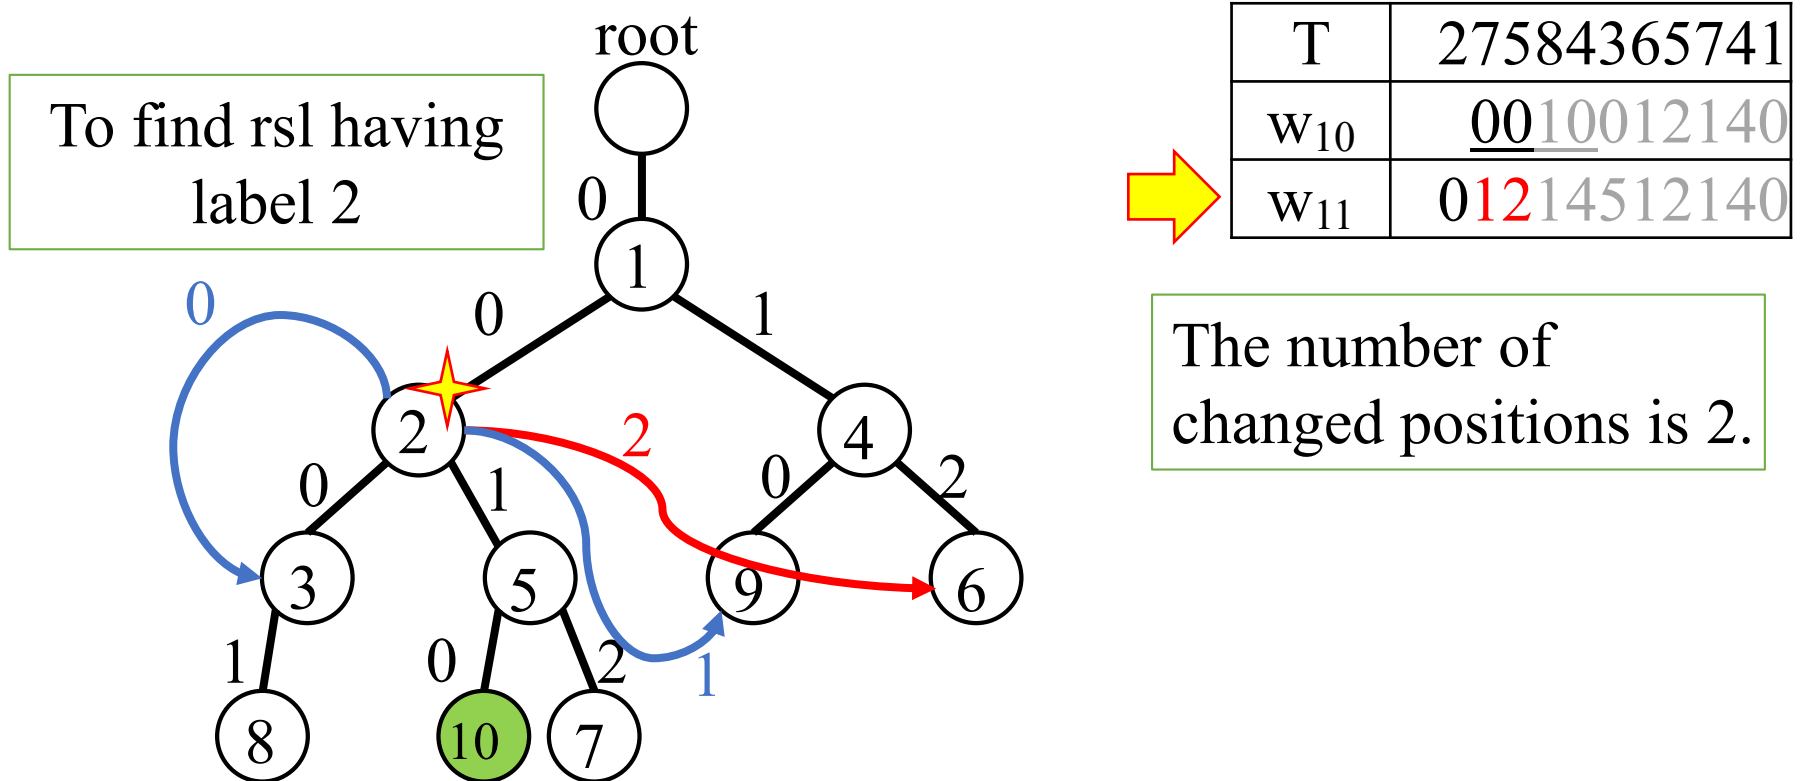 root
To find rsl having
label 2
T 27584365741
w10 0010012140
w11 01214512140
The number of
changed positions is 2.
0
1
0 0 1
2 2 4
0 1 0 2
3 5 9 6
1 0 2 1
8 10 7